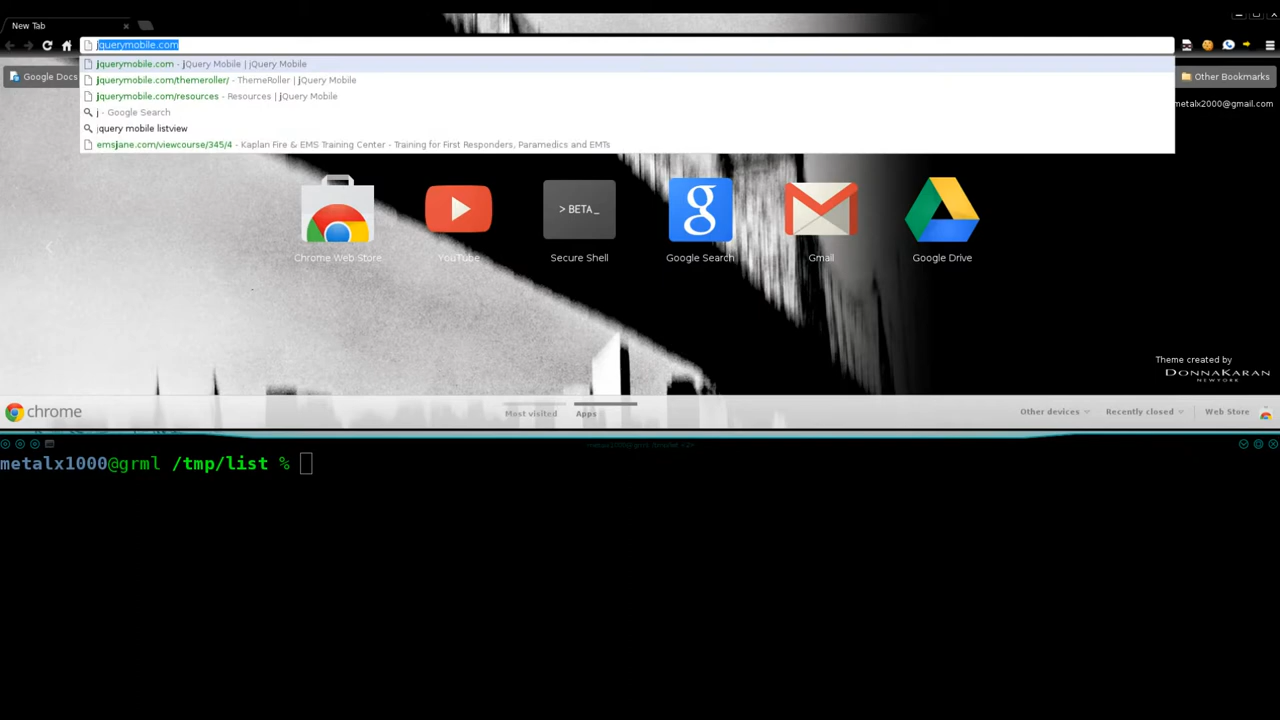 New Tab
jquerymobile.com
jquerymobile.com - jQuery Mobile | jQuery Mobile
jquerymobile.com/themeroller/ - ThemeRoller | jQuery Mobile
jquerymobile.com/resources - Resources | jQuery Mobile
j - Google Search
jquery mobile listview
emsjane.com/viewcourse/345/4 - Kaplan Fire & EMS Training Center - Training for First Responders, Paramedics and EMTs
Google Docs
Other Bookmarks
metalx2000@gmail.com
> BETA_
g
Chrome Web Store
YouTube
Secure Shell
Google Search
Gmail
Google Drive
Theme created by
DONNAKARAN
NEWYORK
chrome
Most visited
Apps
Other devices
Recently closed
Web Store
metalx1000@grml /tmp/list %